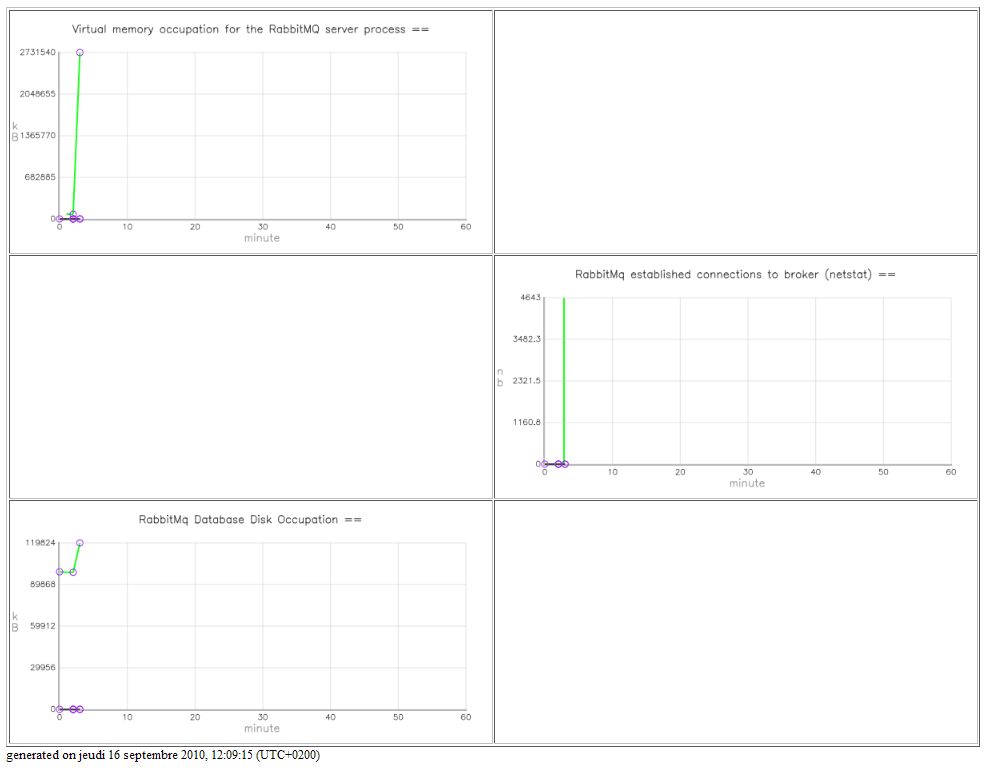 Virtual memory occupation for the RabbitMQ server process ==
2731540
2048655
k
B
1365770
682885
0
0 10 20 30 40 50 60
minute
RabbitMq established connections to broker (netstat) ==
4643
3482.3
n
b
2321.5
1160.8
0
0 10 20 30 40 50 60
minute
RabbitMq Database Disk Occupation ==
119824
89868
k
B
59912
29956
0
0 10 20 30 40 50 60
minute
generated on jeudi 16 septembre 2010, 12:09:15 (UTC+0200)